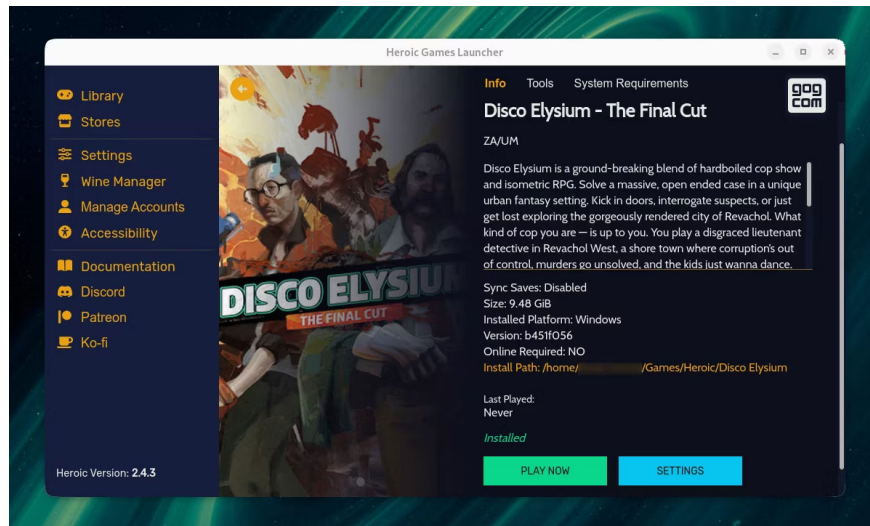 Heroic Games Launcher
Library
Stores
Settings
Wine Manager
Manage Accounts
Accessibility
Documentation
Discord
Patreon
Ko-fi
Heroic Version: 2.4.3
DISCO ELYSIUM
THE FINAL CUT
Info Tools System Requirements
gog
com
Disco Elysium - The Final Cut
ZA/UM
Disco Elysium is a ground-breaking blend of hardboiled cop show
and isometric RPG. Solve a massive, open ended case in a unique
urban fantasy setting. Kick in doors, interrogate suspects, or just
get lost exploring the gorgeously rendered city of Revachol. What
kind of cop you are — is up to you. You play a disgraced lieutenant
detective in Revachol West, a shore town where corruption's out
of control, murders go unsolved, and the kids just wanna dance.
Sync Saves: Disabled
Size: 9.48 GiB
Installed Platform: Windows
Version: b451f056
Online Required: NO
Install Path: /home/ /Games/Heroic/Disco Elysium
Last Played:
Never
Installed
PLAY NOW SETTINGS